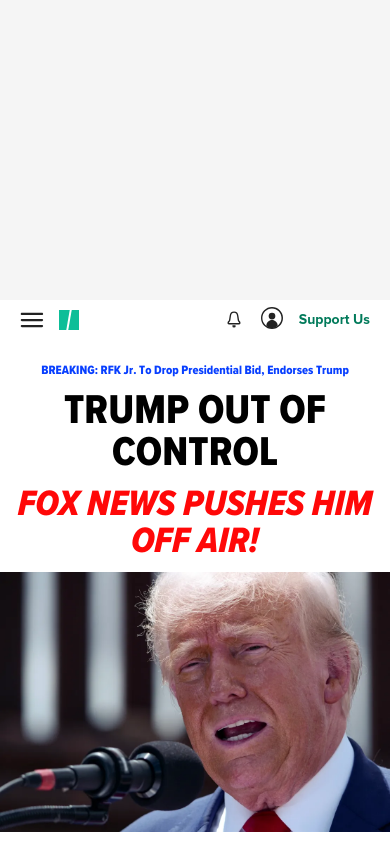 Support Us
BREAKING: RFK Jr. To Drop Presidential Bid, Endorses Trump
TRUMP OUT OF
CONTROL
FOX NEWS PUSHES HIM
OFF AIR!